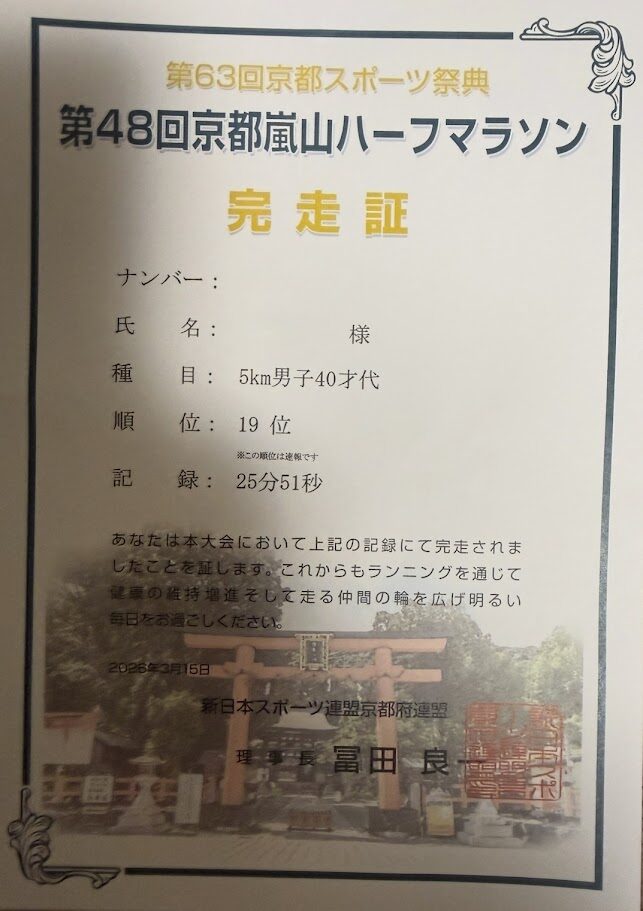 第63回京都スポーツ祭典
第48回京都嵐山ハーフマラソン
完走証
ナンバー：
氏　　名：　　　　　　様
種　　目： 5km男子40才代
順　　位： 19 位
※この順位は速報です
記　　録： 25分51秒
あなたは本大会において上記の記録にて完走されま
したことを証します。これからもランニングを通じて
健康の維持増進そして走る仲間の輪を広げ明るい
毎日をお過ごしください。
2026年3月15日
新日本スポーツ連盟京都府連盟
理事長 冨田 良一